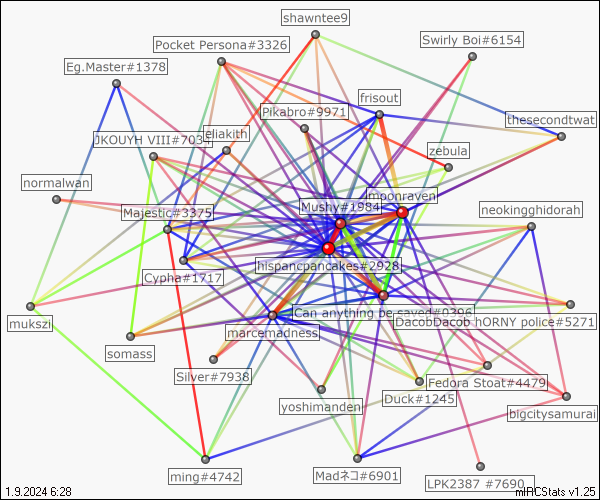 shawntee9
Swirly Boi#6154
Pocket Persona#3326
Eg.Master#1378
frisout
Pikabro#9971
thesecondtwat
JKOUYH VIII#7034
eliakith
zebula
normalwan
imponraven
Mushy#1984
Majestic#3375
neokingghidorah
hispancpancakes#2928
Cypha#1717
Can anything be saved#0396
DacobDacob hORNY police#5271
mukszi
marcemadness
somass
Silver#7938
Fedora Stoat#4479
Duck#1245
yoshimanden
bigcitysamurai
ming#4742
Madネコ#6901
LPK2387 #7690
1.9.2024 6:28
mIRCStats v1.25